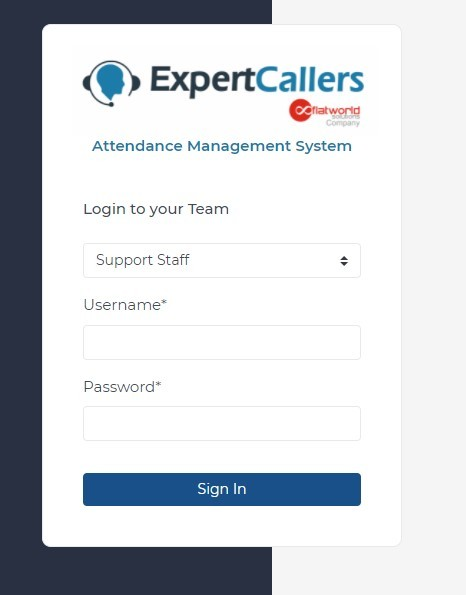 ExpertCallers
flatworld
solutions
Company
Attendance Management System
Login to your Team
Support Staff
Username*
Password*
Sign In